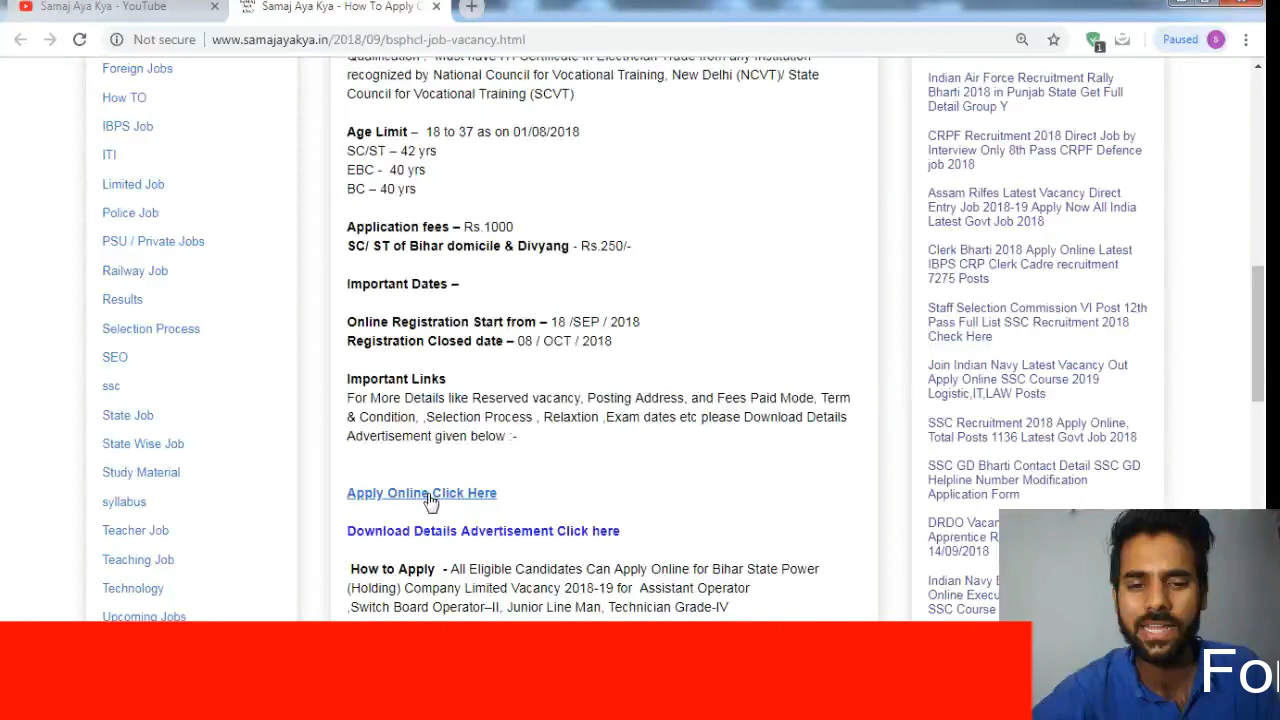 Samaj Aya Kya - YouTube
Samaj Aya Kya - How To Apply
Not secure
www.samajayakya.in/2018/09/bsphcl-job-vacancy.html
1
Paused
S
Foreign Jobs
How TO
IBPS Job
ITI
Limited Job
Police Job
PSU / Private Jobs
Railway Job
Results
Selection Process
SEO
ssc
State Job
State Wise Job
Study Material
syllabus
Teacher Job
Teaching Job
Technology
Upcoming Jobs
Qualification : Must have ITI Certificate in Electrician Trade from any Institution
recognized by National Council for Vocational Training, New Delhi (NCVT)/ State
Council for Vocational Training (SCVT)
Age Limit – 18 to 37 as on 01/08/2018
SC/ST – 42 yrs
EBC - 40 yrs
BC – 40 yrs
Application fees – Rs.1000
SC/ ST of Bihar domicile & Divyang - Rs.250/-
Important Dates –
Online Registration Start from – 18 /SEP / 2018
Registration Closed date – 08 / OCT / 2018
Important Links
For More Details like Reserved vacancy, Posting Address, and Fees Paid Mode, Term
& Condition, ,Selection Process , Relaxtion ,Exam dates etc please Download Details
Advertisement given below :-
Apply Online Click Here
Download Details Advertisement Click here
How to Apply - All Eligible Candidates Can Apply Online for Bihar State Power
(Holding) Company Limited Vacancy 2018-19 for Assistant Operator
,Switch Board Operator–II, Junior Line Man, Technician Grade-IV
Indian Air Force Recruitment Rally
Bharti 2018 in Punjab State Get Full
Detail Group Y
CRPF Recruitment 2018 Direct Job by
Interview Only 8th Pass CRPF Defence
job 2018
Assam Rilfes Latest Vacancy Direct
Entry Job 2018-19 Apply Now All India
Latest Govt Job 2018
Clerk Bharti 2018 Apply Online Latest
IBPS CRP Clerk Cadre recruitment
7275 Posts
Staff Selection Commission VI Post 12th
Pass Full List SSC Recruitment 2018
Check Here
Join Indian Navy Latest Vacancy Out
Apply Online SSC Course 2019
Logistic,IT,LAW Posts
SSC Recruitment 2018 Apply Online,
Total Posts 1136 Latest Govt Job 2018
SSC GD Bharti Contact Detail SSC GD
Helpline Number Modification
Application Form
DRDO
Apprentice
14/09/2018
Indian Navy
Online
SSC Course